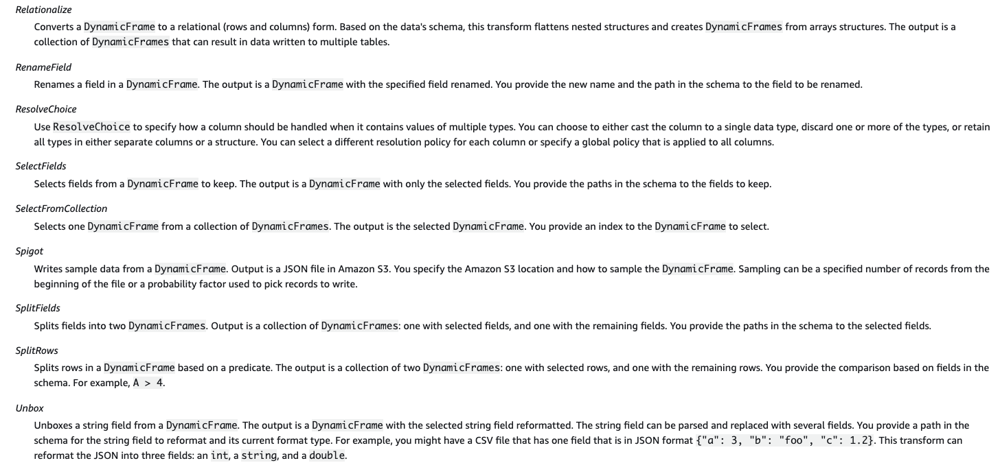 Relationalize
Converts a DynamicFrame to a relational (rows and columns) form. Based on the data's schema, this transform flattens nested structures and creates DynamicFrames from arrays structures. The output is a
collection of DynamicFrames that can result in data written to multiple tables.
RenameField
Renames a field in a DynamicFrame. The output is a DynamicFrame with the specified field renamed. You provide the new name and the path in the schema to the field to be renamed.
ResolveChoice
Use ResolveChoice to specify how a column should be handled when it contains values of multiple types. You can choose to either cast the column to a single data type, discard one or more of the types, or retain
all types in either separate columns or a structure. You can select a different resolution policy for each column or specify a global policy that is applied to all columns.
SelectFields
Selects fields from a DynamicFrame to keep. The output is a DynamicFrame with only the selected fields. You provide the paths in the schema to the fields to keep.
SelectFromCollection
Selects one DynamicFrame from a collection of DynamicFrames. The output is the selected DynamicFrame. You provide an index to the DynamicFrame to select.
Spigot
Writes sample data from a DynamicFrame. Output is a JSON file in Amazon S3. You specify the Amazon S3 location and how to sample the DynamicFrame. Sampling can be a specified number of records from the
beginning of the file or a probability factor used to pick records to write.
SplitFields
Splits fields into two DynamicFrames. Output is a collection of DynamicFrames: one with selected fields, and one with the remaining fields. You provide the paths in the schema to the selected fields.
SplitRows
Splits rows in a DynamicFrame based on a predicate. The output is a collection of two DynamicFrames: one with selected rows, and one with the remaining rows. You provide the comparison based on fields in the
schema. For example, A > 4.
Unbox
Unboxes a string field from a DynamicFrame. The output is a DynamicFrame with the selected string field reformatted. The string field can be parsed and replaced with several fields. You provide a path in the
schema for the string field to reformat and its current format type. For example, you might have a CSV file that has one field that is in JSON format {"a": 3, "b": "foo", "c": 1.2}. This transform can
reformat the JSON into three fields: an int, a string, and a double.